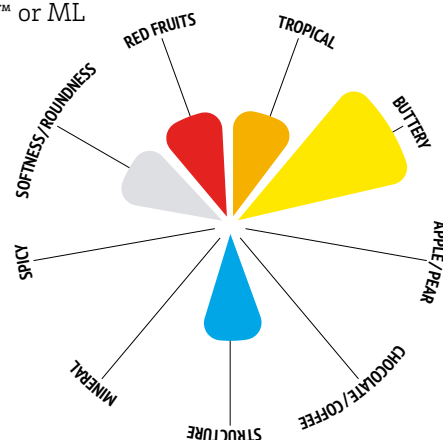 ™ or ML
RED FRUITS
TROPICAL
SOFTNESS/ROUNDNESS
BUTTERY
SPICY
APPLE/PEAR
MINERAL
CHOCOLATE/COFFEE
STRUCTURE